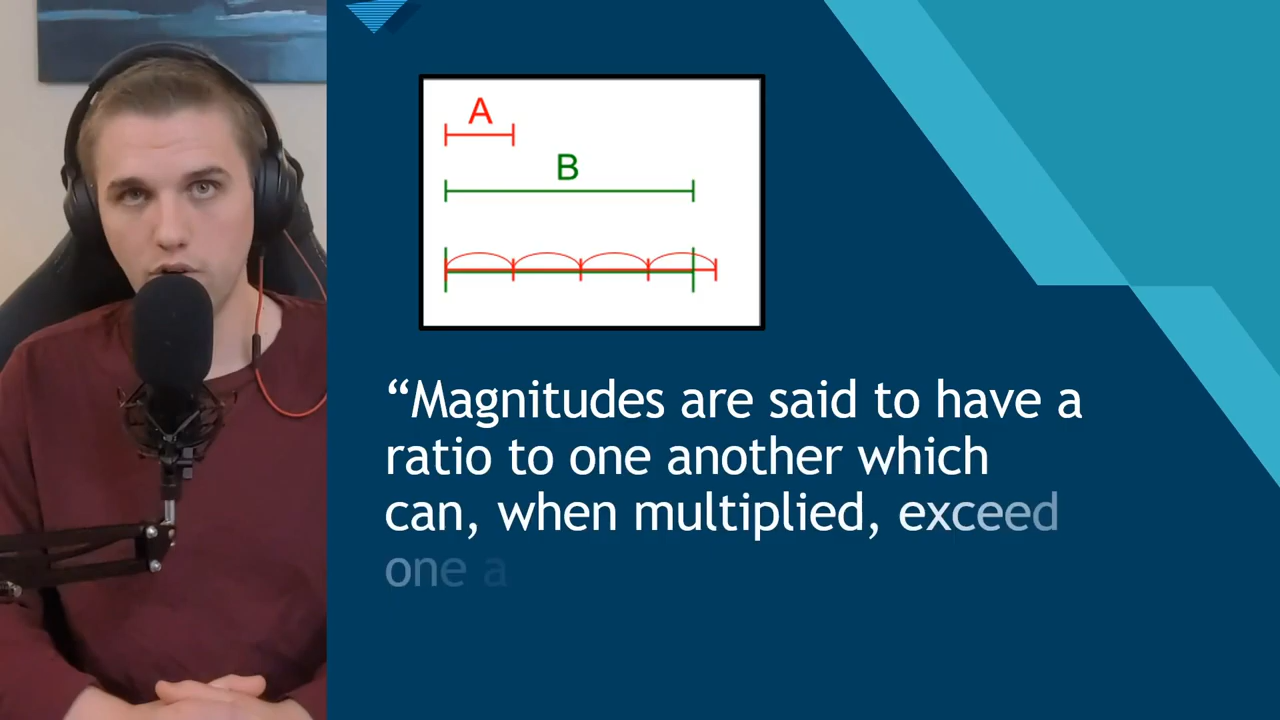 A
B
“Magnitudes are said to have a
ratio to one another which
can, when multiplied, exceed
one a